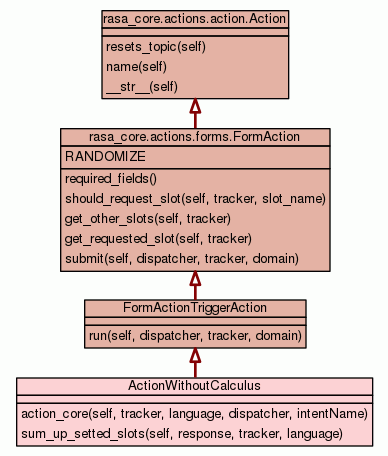 rasa_core.actions.action.Action
resets_topic(self)
name(self)
__str__(self)
rasa_core.actions.forms.FormAction
RANDOMIZE
required_fields()
should_request_slot(self, tracker, slot_name)
get_other_slots(self, tracker)
get_requested_slot(self, tracker)
submit(self, dispatcher, tracker, domain)
FormActionTriggerAction
run(self, dispatcher, tracker, domain)
ActionWithoutCalculus
action_core(self, tracker, language, dispatcher, intentName)
sum_up_setted_slots(self, response, tracker, language)